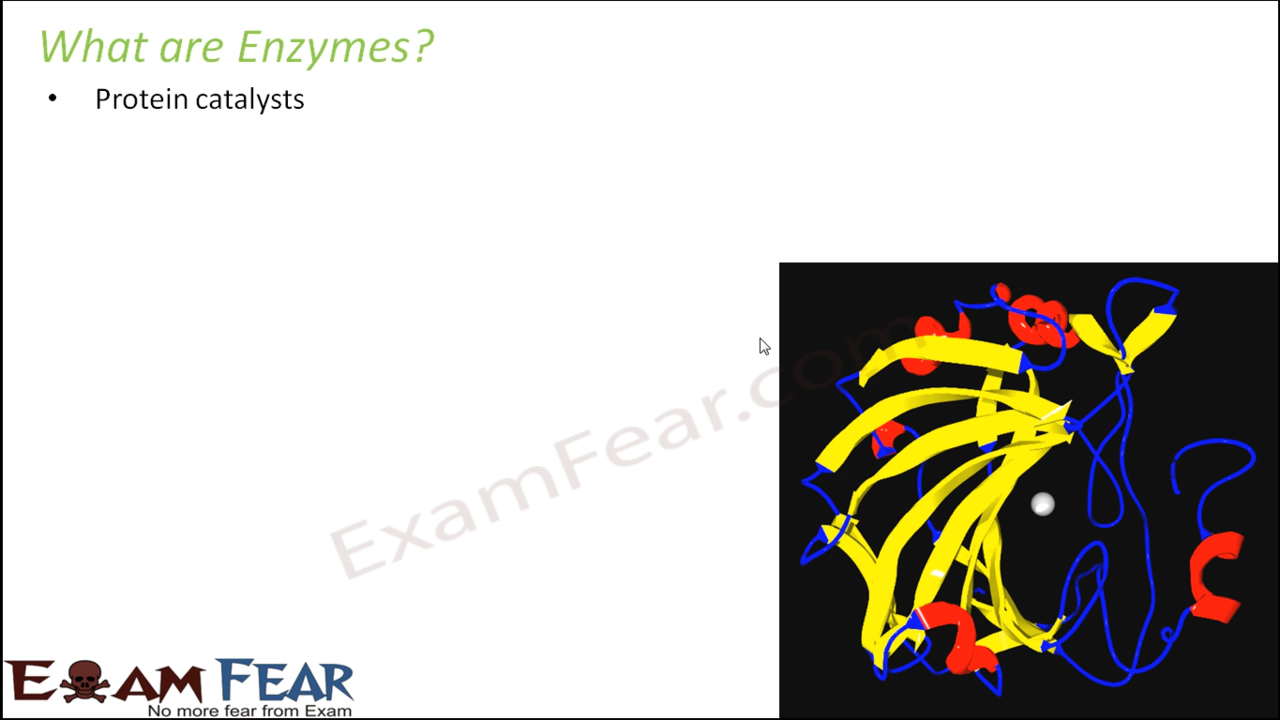 What are Enzymes?
• Protein catalysts
ExamFear.com
EXAM FEAR
No more fear from Exam